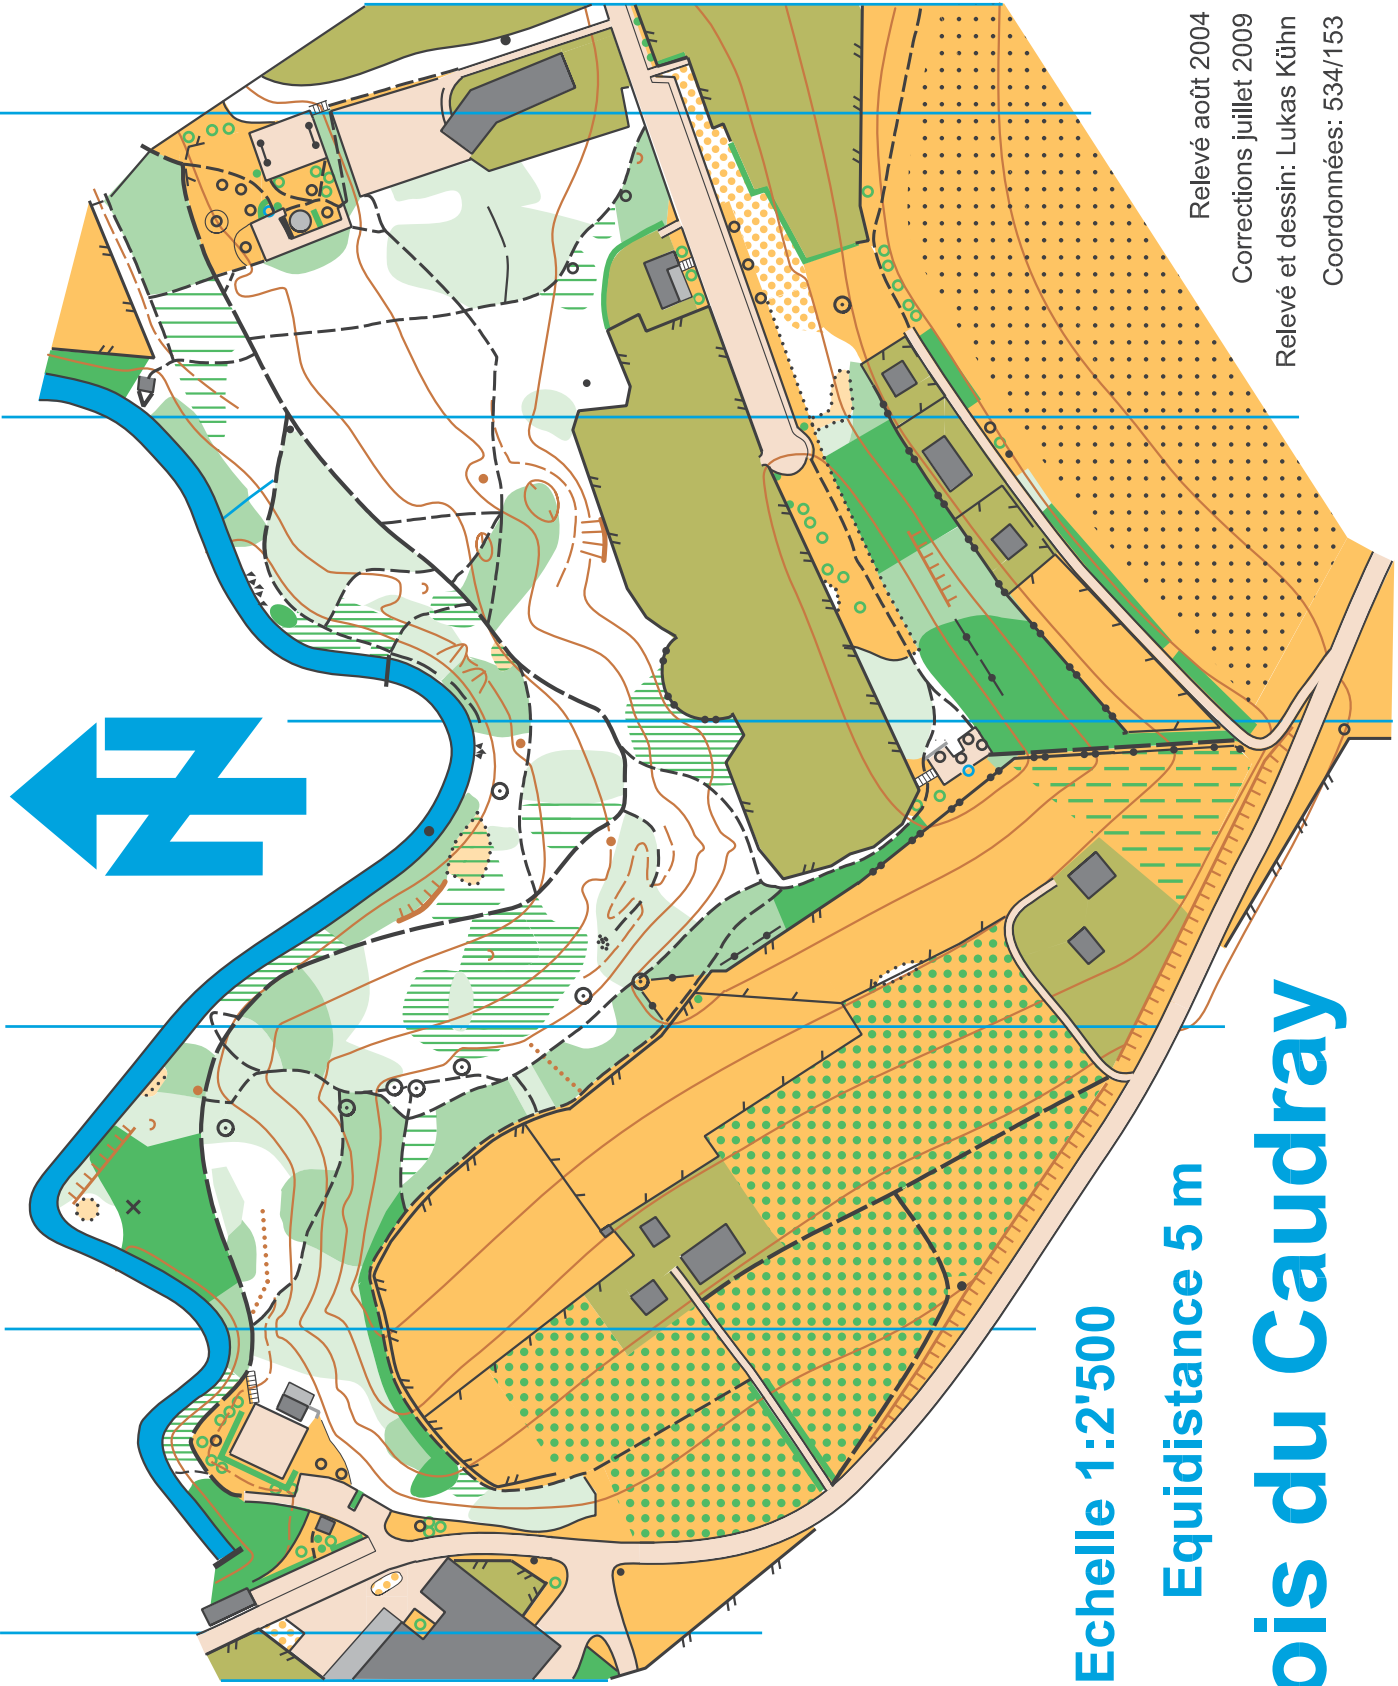 N
Echelle 1:2'500
Equidistance 5 m
ois du Caudray
Relevé août 2004
Corrections juillet 2009
Relevé et dessin: Lukas Kühn
Coordonnées: 534/153